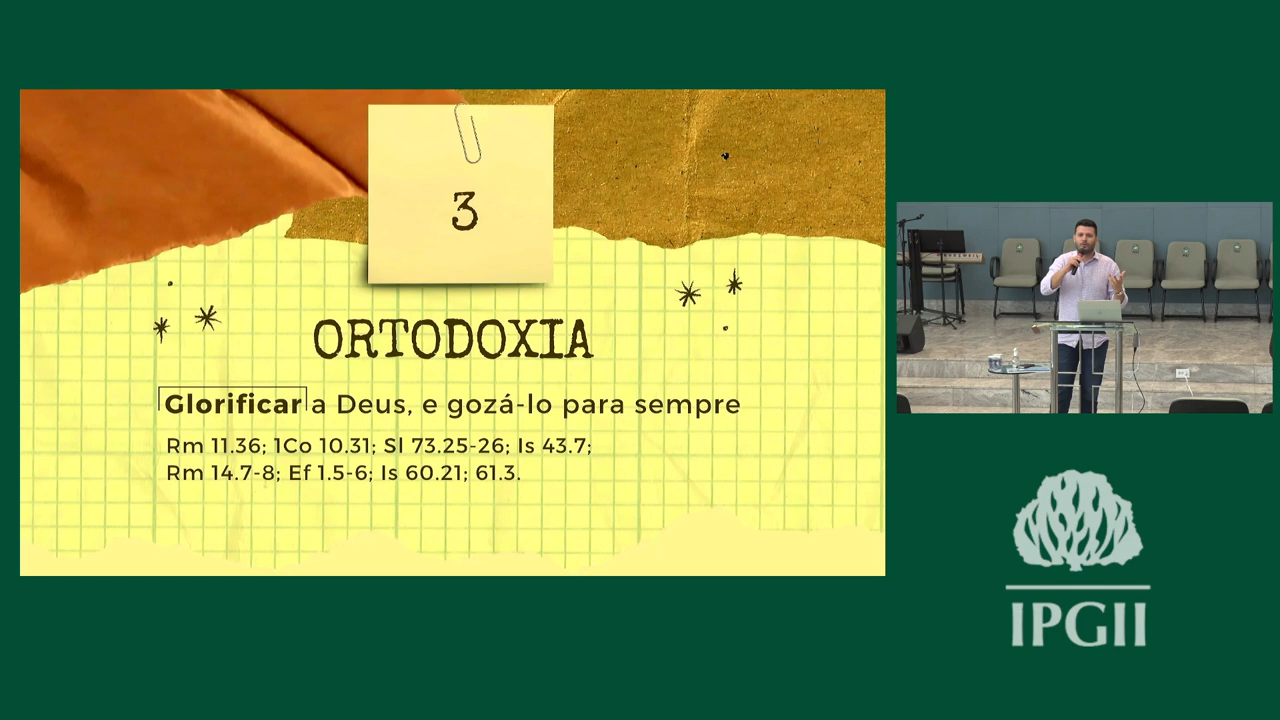 3
ORTODOXIA
Glorificar a Deus, e gozá-lo para sempre
Rm 11.36; 1Co 10.31; Sl 73.25-26; Is 43.7;
Rm 14.7-8; Ef 1.5-6; Is 60.21; 61.3.
KURZWEIL
IPGII